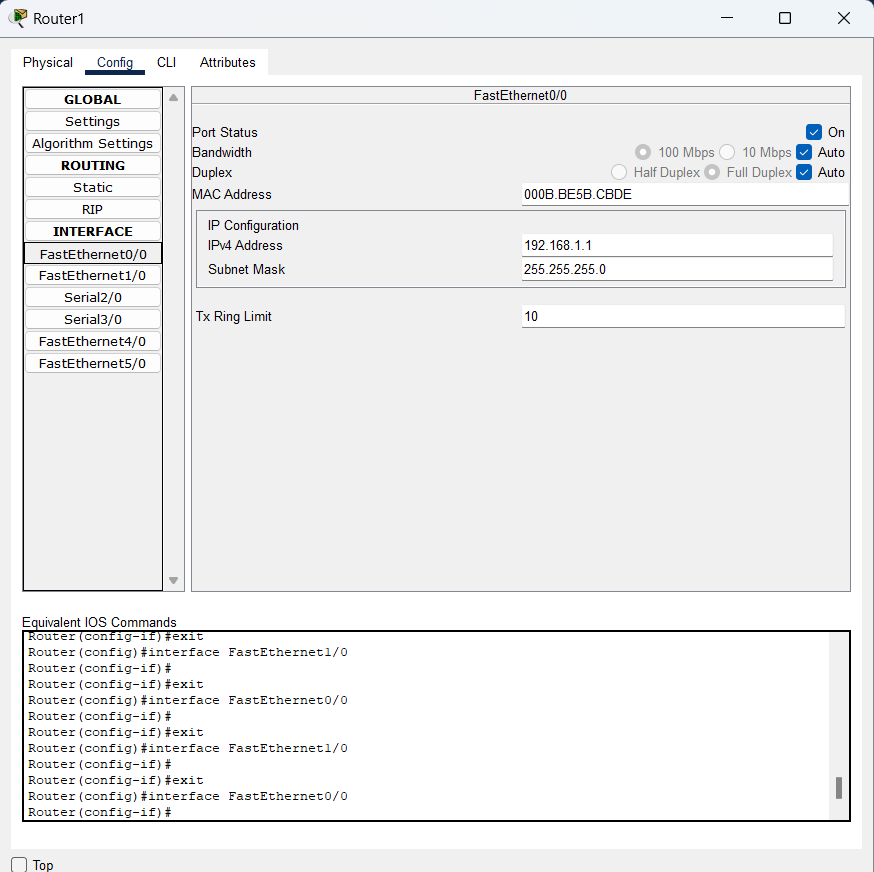 Router1
Physical Config CLI Attributes
GLOBAL
Settings
Algorithm Settings
ROUTING
Static
RIP
INTERFACE
FastEthernet0/0
FastEthernet1/0
Serial2/0
Serial3/0
FastEthernet4/0
FastEthernet5/0
FastEthernet0/0
Port Status On
Bandwidth 100 Mbps 10 Mbps Auto
Duplex Half Duplex Full Duplex Auto
MAC Address 000B.BE5B.CBDE
IP Configuration
IPv4 Address 192.168.1.1
Subnet Mask 255.255.255.0
Tx Ring Limit 10
Equivalent IOS Commands
Router(config-if)#exit
Router(config)#interface FastEthernet1/0
Router(config-if)#
Router(config-if)#exit
Router(config)#interface FastEthernet0/0
Router(config-if)#
Router(config-if)#exit
Router(config)#interface FastEthernet1/0
Router(config-if)#
Router(config-if)#exit
Router(config)#interface FastEthernet0/0
Router(config-if)#
Top